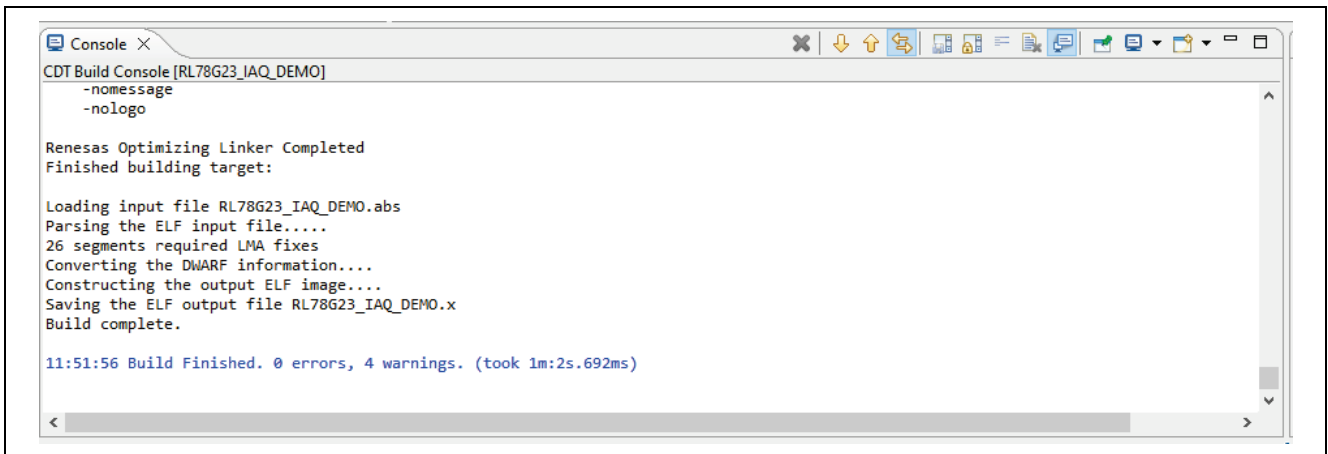 Console
CDT Build Console [RL78G23_IAQ_DEMO]
-nomessage
-nologo
Renesas Optimizing Linker Completed
Finished building target:
Loading input file RL78G23_IAQ_DEMO.abs
Parsing the ELF input file.....
26 segments required LMA fixes
Converting the DWARF information....
Constructing the output ELF image....
Saving the ELF output file RL78G23_IAQ_DEMO.x
Build complete.
11:51:56 Build Finished. 0 errors, 4 warnings. (took 1m:2s.692ms)